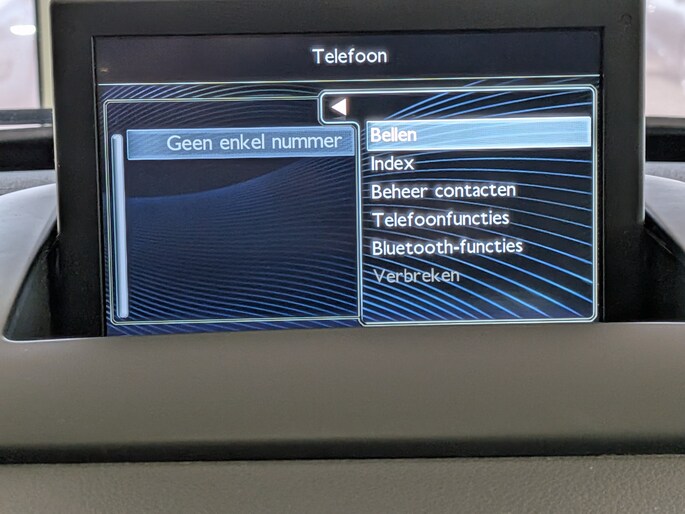 Telefoon
Geen enkel nummer
Bellen
Index
Beheer contacten
Telefoonfuncties
Bluetooth-functies
Verbreken